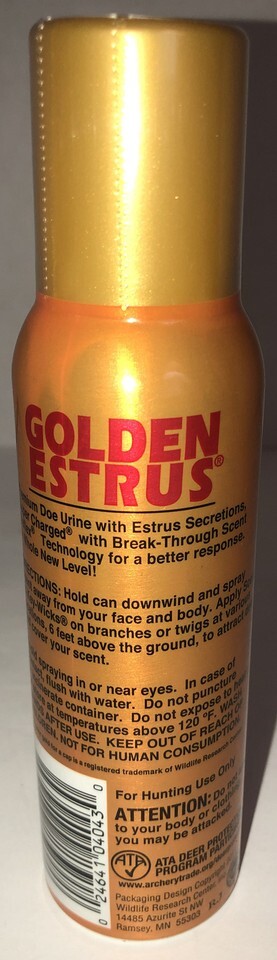 GOLDEN
ESTRUS®
Doe Urine with Estrus Secretions,
Charged® with Break-Through Scent
Technology for a better response.
New Level!
Hold can downwind and spray
away from your face and body. Apply
Wicks® on branches or twigs at
6 feet above the ground, to attract
cover your scent.
spraying in or near eyes. In case of
flush with water. Do not puncture
Do not expose to
at temperatures above 120 °F. WASH
AFTER USE. KEEP OUT OF REACH
NOT FOR HUMAN CONSUMPTION
a cap is a registered trademark of Wildlife Research
For Hunting Use Only
ATTENTION: Do
to your body or
you may be attacked.
ATA
ATA DEER
PROGRAM
www.archerytrade.org/
Packaging Design
Wildlife Research Center,
14485 Azurite St NW
Ramsey, MN 55303
0 24641 04043 0